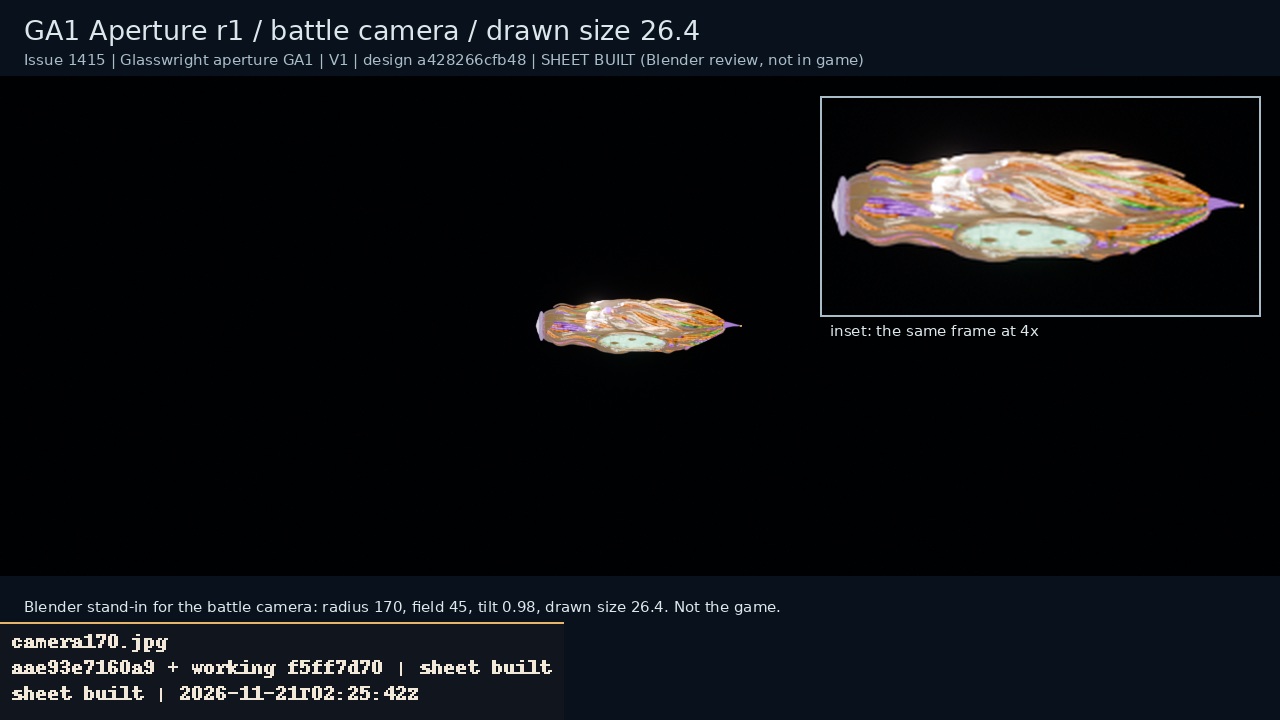 GA1 Aperture r1 / battle camera / drawn size 26.4
Issue 1415 | Glasswright aperture GA1 | V1 | design a428266cfb48 | SHEET BUILT (Blender review, not in game)
inset: the same frame at 4x
Blender stand-in for the battle camera: radius 170, field 45, tilt 0.98, drawn size 26.4. Not the game.
camera170.jpg
aae93e7160a9 + working f5ff7d70 | sheet built
sheet built | 2026-11-21T02:25:42Z